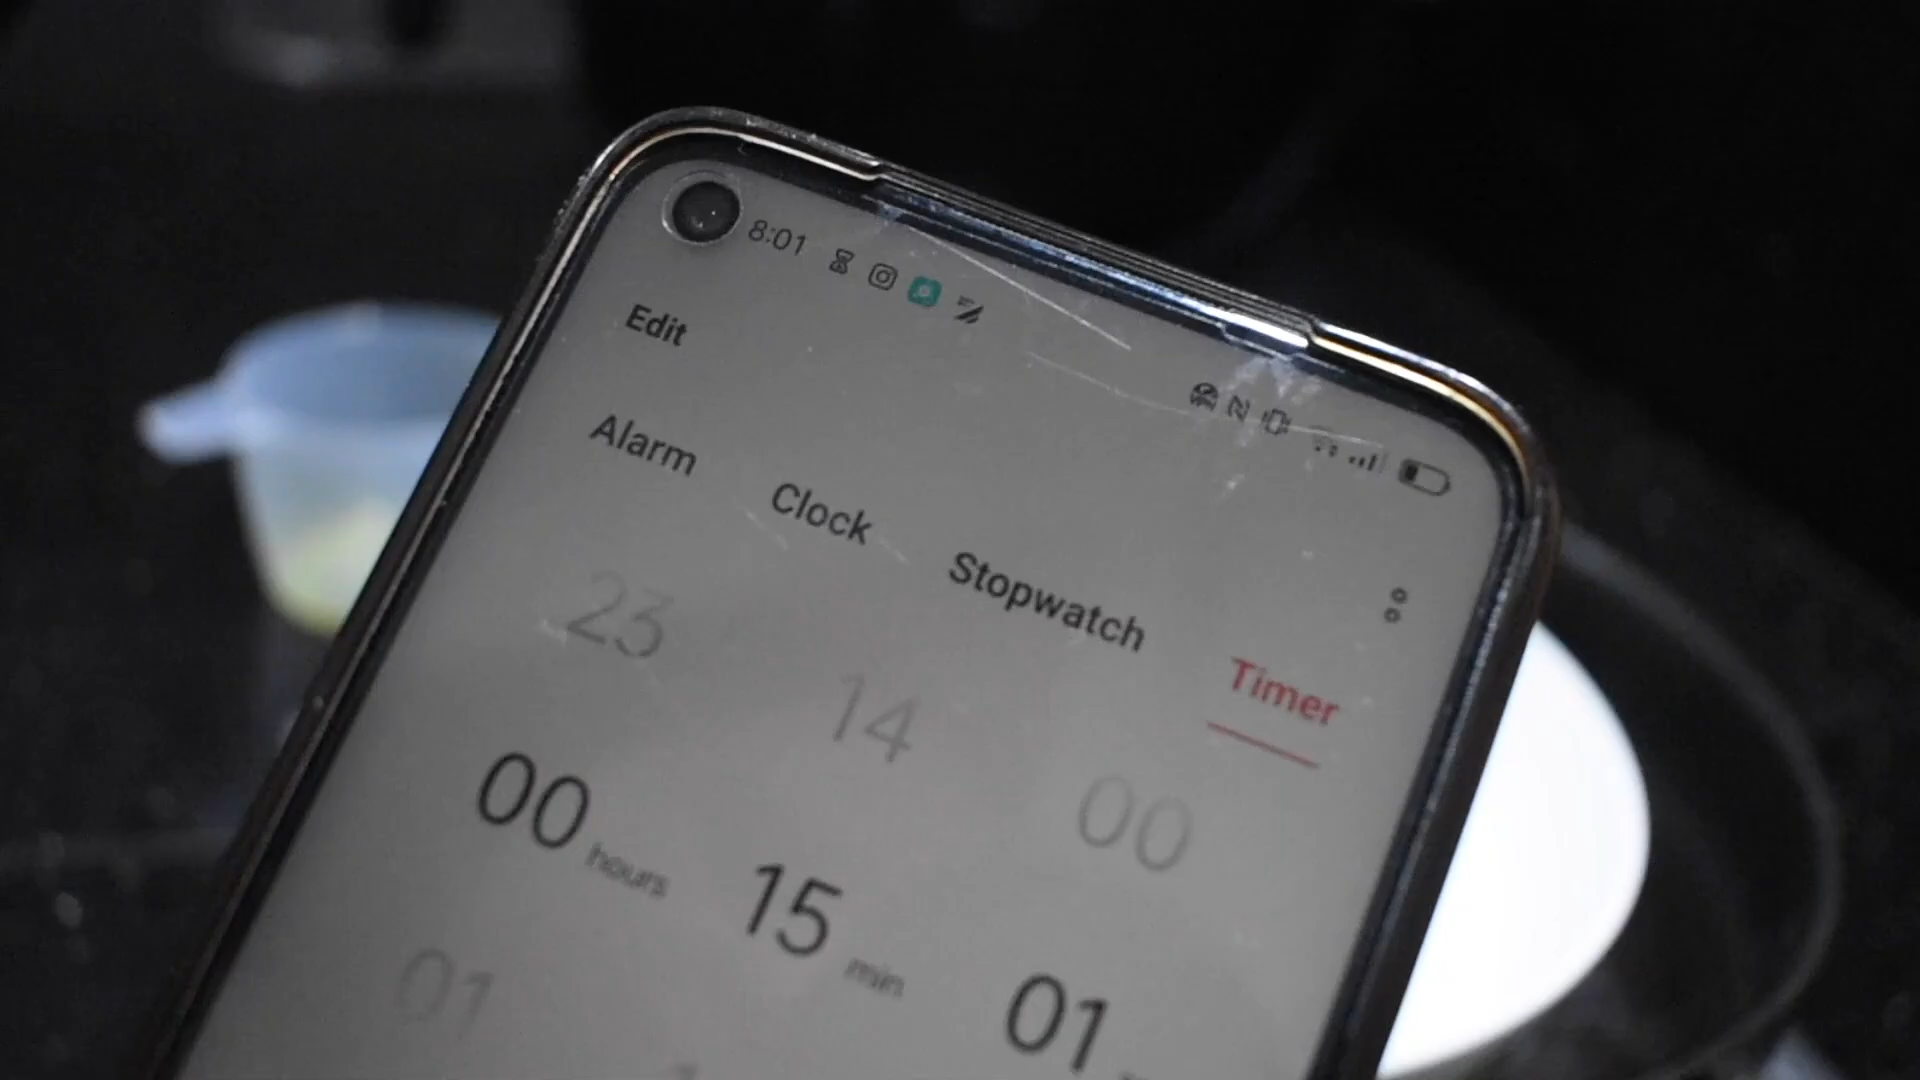 8:01
Edit
Alarm Clock Stopwatch Timer
23 14 00
00 hours 15 min 01
01